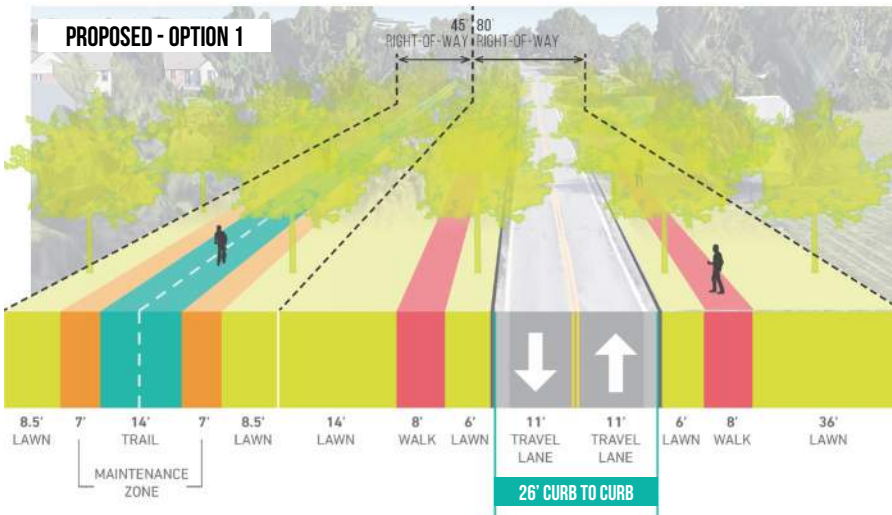 PROPOSED - OPTION 1
45' 80'
RIGHT-OF-WAY RIGHT-OF-WAY
8.5' 7' 14' 7' 8.5' 14' 8' 6' 11' 11' 6' 8' 36'
LAWN TRAIL LAWN LAWN WALK LAWN TRAVEL TRAVEL LAWN WALK LAWN
LANE LANE
MAINTENANCE
ZONE
26' CURB TO CURB